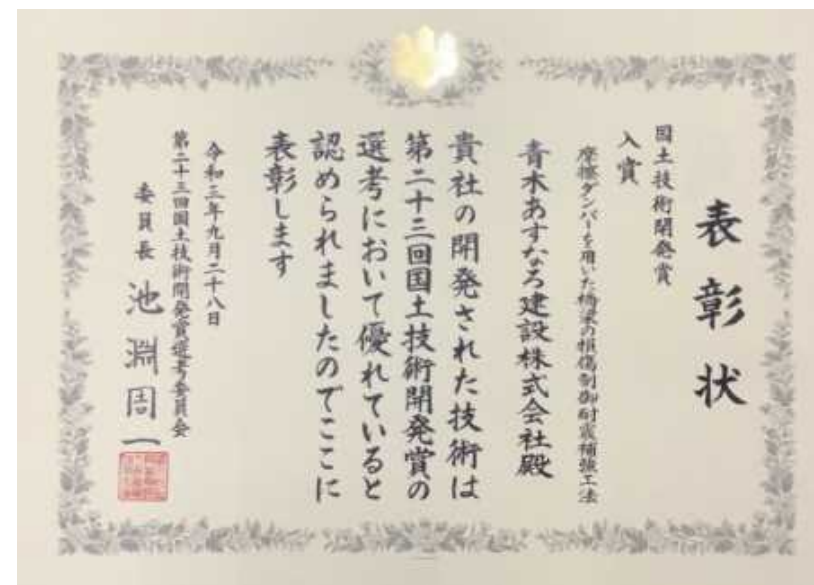 表彰状
国土技術開発賞
入賞
摩擦ダンパーを用いた橋梁の損傷制御耐震補強工法
青木あすなろ建設株式会社殿
貴社の開発された技術は
第二十三回国土技術開発賞の
選考において優れていると
認められましたのでここに
表彰します
令和三年九月二十八日
第二十三回国土技術開発賞選考委員会
委員長 池淵周一